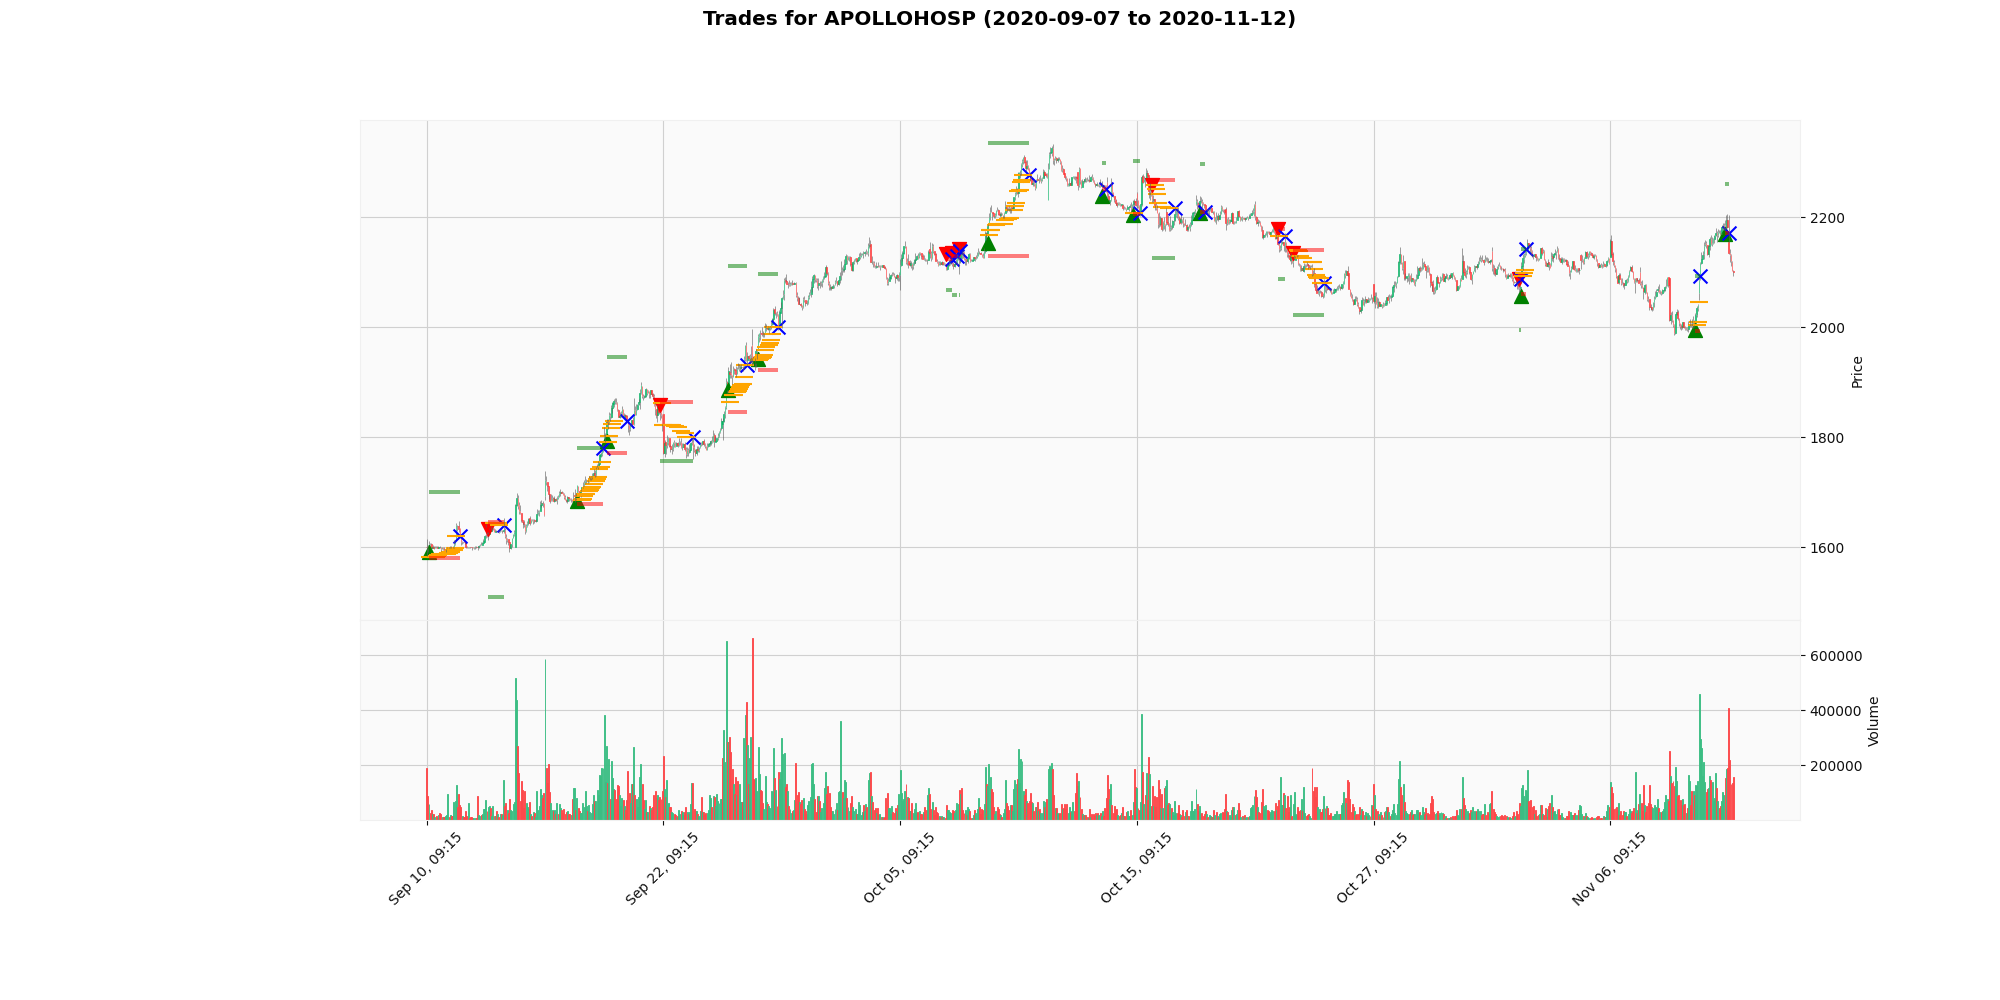 Trades for APOLLOHOSP (2020-09-07 to 2020-11-12)
2200
2000
1800
1600
Price
600000
400000
200000
Volume
Sep 10, 09:15
Sep 22, 09:15
Oct 05, 09:15
Oct 15, 09:15
Oct 27, 09:15
Nov 06, 09:15